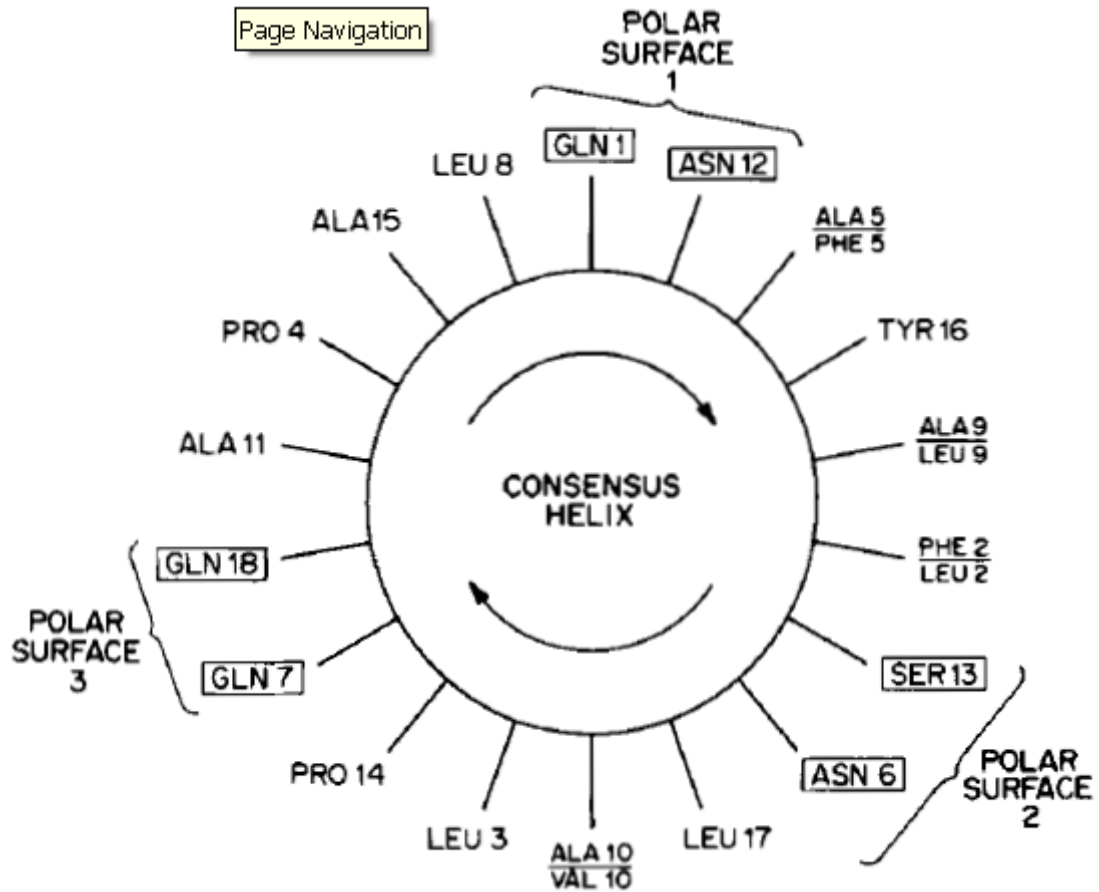 Page Navigation
POLAR
SURFACE
1
GLN 1
ASN 12
LEU 8
ALA 5
PHE 5
ALA 15
TYR 16
PRO 4
ALA 9
LEU 9
ALA 11
CONSENSUS
HELIX
PHE 2
LEU 2
GLN 18
POLAR
SURFACE
3
GLN 7
SER 13
PRO 14
ASN 6
POLAR
SURFACE
2
LEU 3
LEU 17
ALA 10
VAL 10